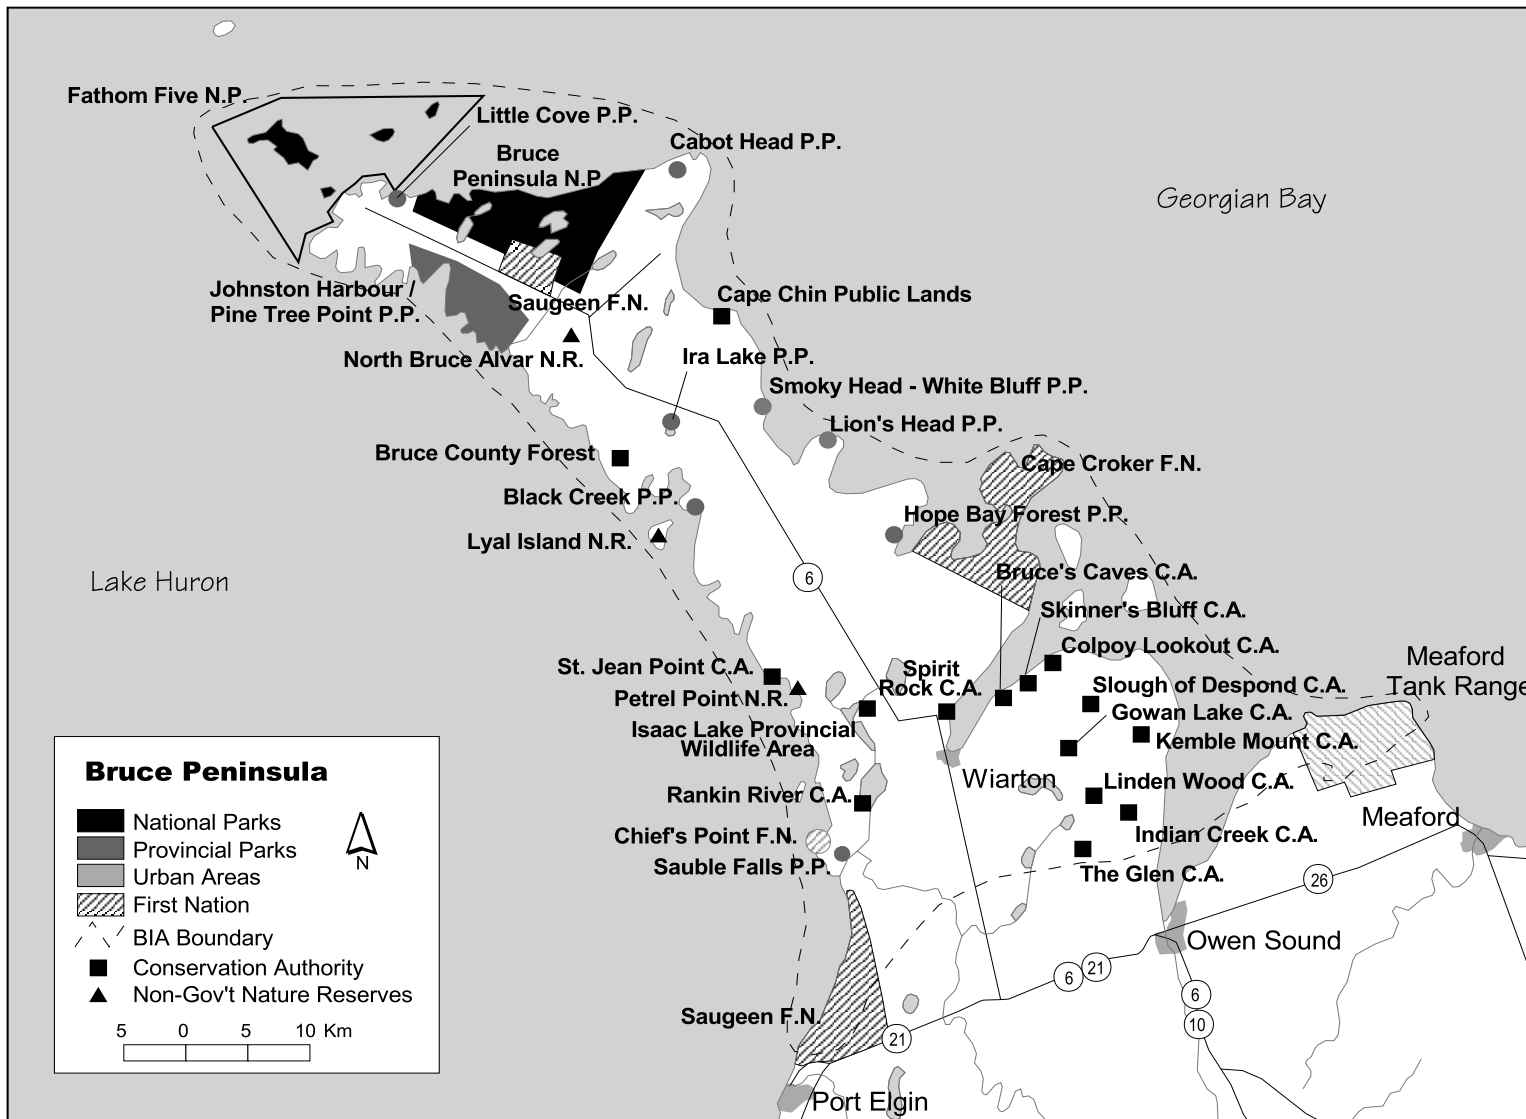 Fathom Five N.P.
Little Cove P.P.
Cabot Head P.P.
Bruce
Peninsula N.P
Georgian Bay
Johnston Harbour /
Pine Tree Point P.P.
Saugeen F.N.
Cape Chin Public Lands
North Bruce Alvar N.R.
Ira Lake P.P.
Smoky Head - White Bluff P.P.
Lion's Head P.P.
Bruce County Forest
Cape Croker F.N.
Black Creek P.P.
Hope Bay Forest P.P.
Lyal Island N.R.
Lake Huron
6
Bruce's Caves C.A.
Skinner's Bluff C.A.
Colpoy Lookout C.A.
St. Jean Point C.A.
Spirit
Rock C.A.
Petrel Point N.R.
Slough of Despond C.A.
Meaford
Tank Range
Gowan Lake C.A.
Isaac Lake Provincial
Wildlife Area
Kemble Mount C.A.
Wiarton
Linden Wood C.A.
Rankin River C.A.
Meaford
Chief's Point F.N.
Indian Creek C.A.
Sauble Falls P.P.
The Glen C.A.
26
Owen Sound
21
6
6
Saugeen F.N.
10
21
Port Elgin
Bruce Peninsula
National Parks
Provincial Parks
Urban Areas
First Nation
BIA Boundary
Conservation Authority
Non-Gov't Nature Reserves
N
5 0 5 10 Km